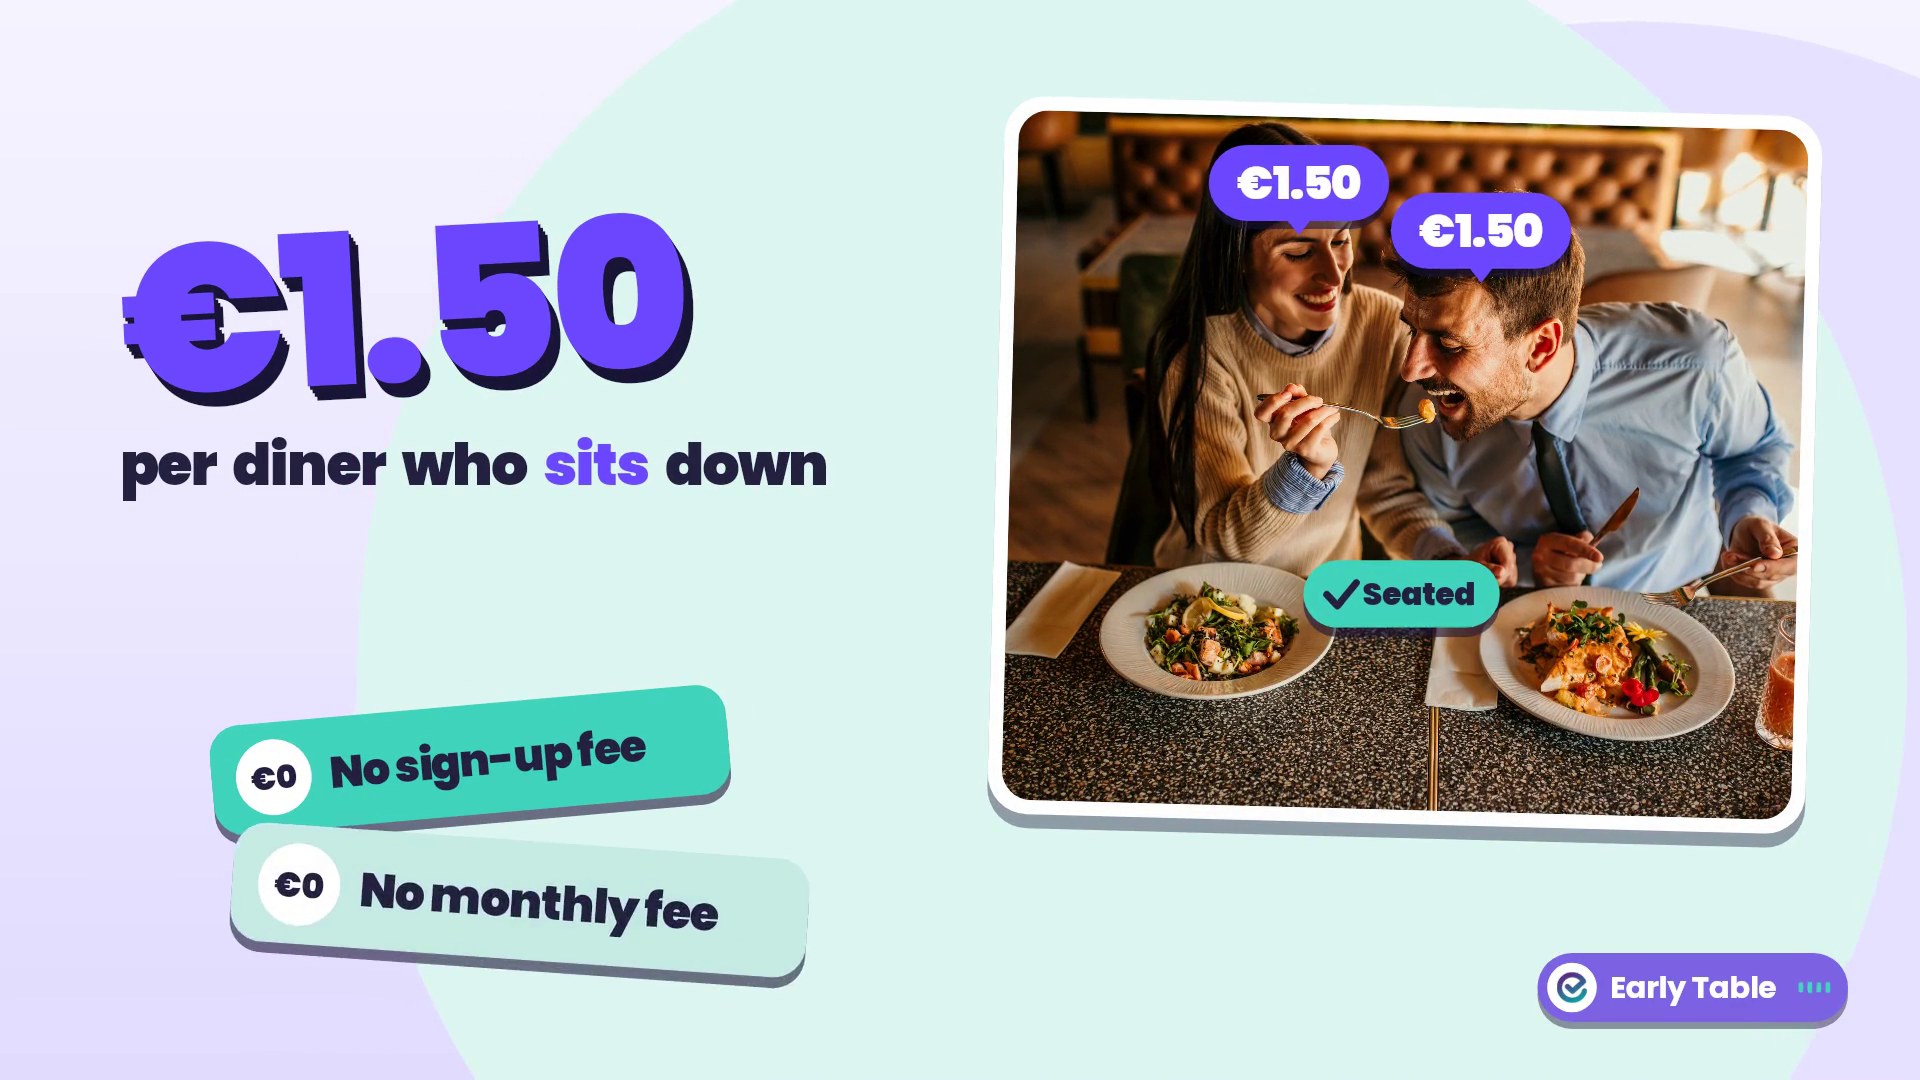 €1.50
per diner who sits down
€0 No sign-up fee
€0 No monthly fee
€1.50
€1.50
Seated
Early Table